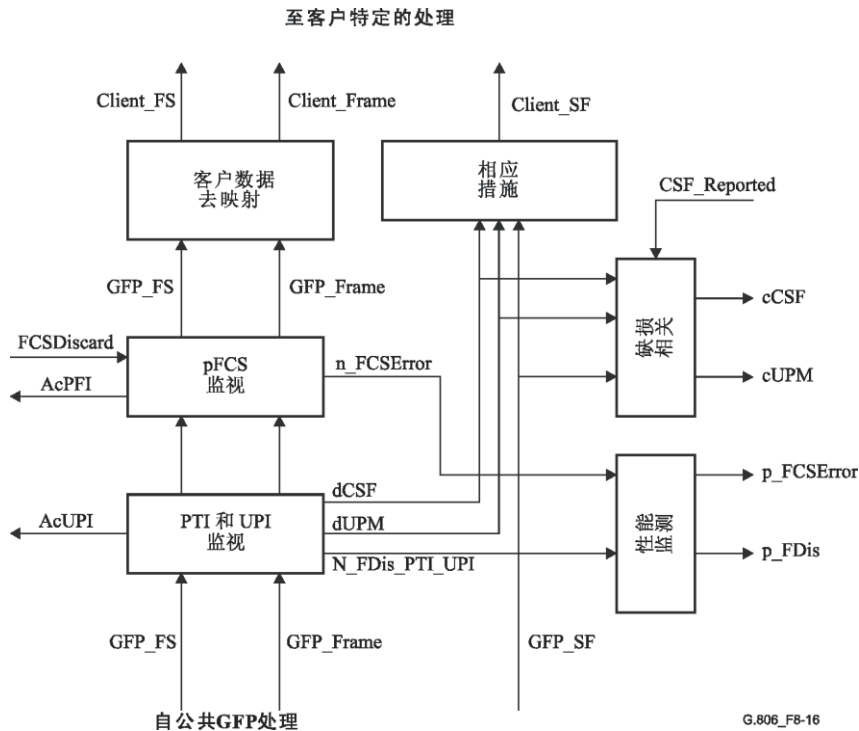 至客户特定的处理
Client_FS
Client_Frame
Client_SF
客户数据
去映射
相应
措施
CSF_Reported
GFP_FS
GFP_Frame
缺损
相关
cCSF
cUPM
FCSDiscard
AcPFI
pFCS
监视
n_FCSError
dCSF
dUPM
N_FDis_PTI_UPI
AcUPI
PTI 和 UPI
监视
性能
监测
p_FCSError
p_FDis
GFP_FS
GFP_Frame
GFP_SF
自公共GFP处理
G.806_F8-16